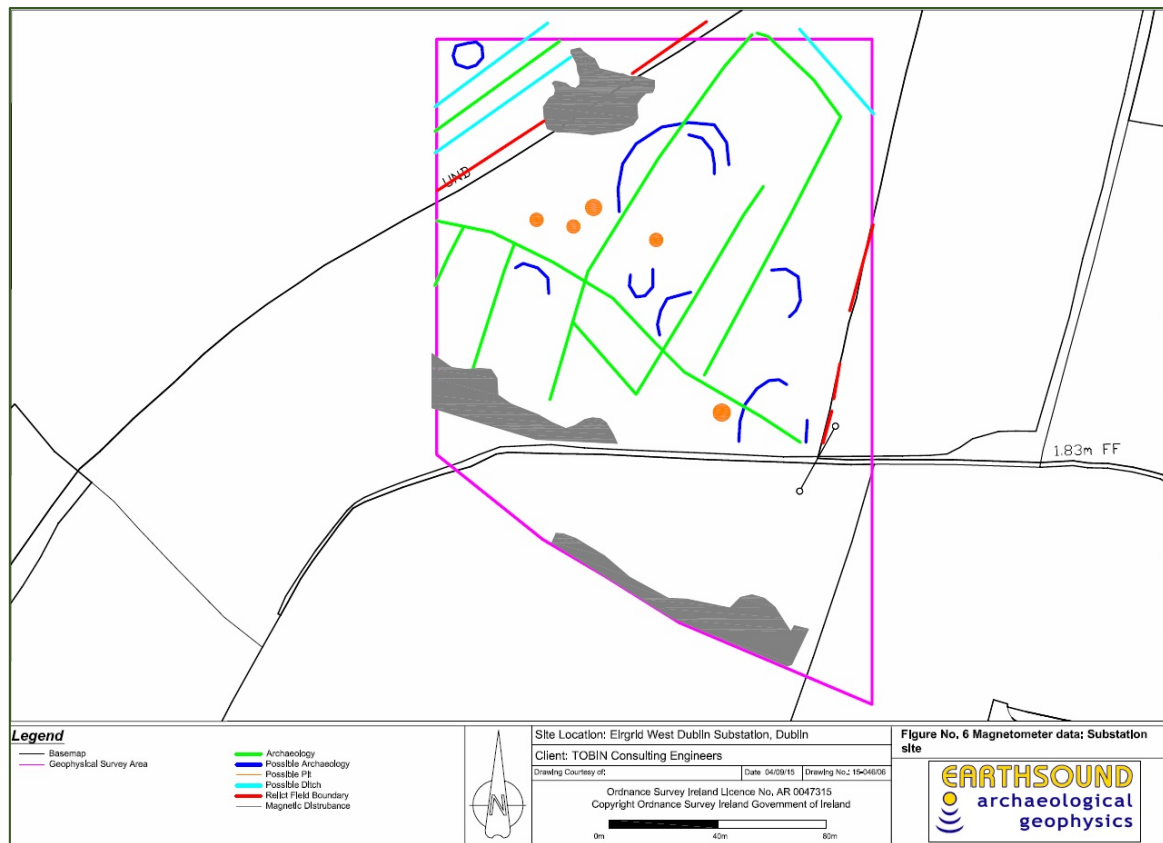 UND
1.83m FF
Legend
Basemap
Geophysical Survey Area
Archaeology
Possible Archaeology
Possible Pit
Possible Ditch
Relict Field Boundary
Magnetic Distrubance
N
Site Location: Eirgrid West Dublin Substation, Dublin
Client: TOBIN Consulting Engineers
Drawing Courtesy of:
Date 04/09/15
Drawing No.: 15-046/06
Ordnance Survey Ireland Licence No, AR 0047315
Copyright Ordnance Survey Ireland Government of Ireland
0m 40m 80m
Figure No. 6 Magnetometer data: Substation
site
EARTHSOUND
archaeological
geophysics